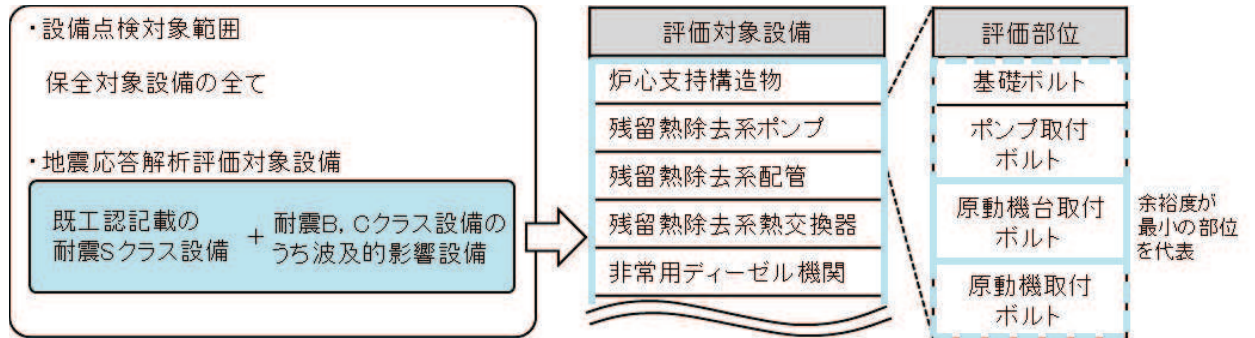 ・設備点検対象範囲
保全対象設備の全て
・地震応答解析評価対象設備
既工認記載の
耐震Sクラス設備
+
耐震B, Cクラス設備の
うち波及的影響設備
評価対象設備
炉心支持構造物
残留熱除去系ポンプ
残留熱除去系配管
残留熱除去系熱交換器
非常用ディーゼル機関
評価部位
基礎ボルト
ポンプ取付
ボルト
原動機台取付
ボルト
原動機取付
ボルト
余裕度が
最小の部位
を代表